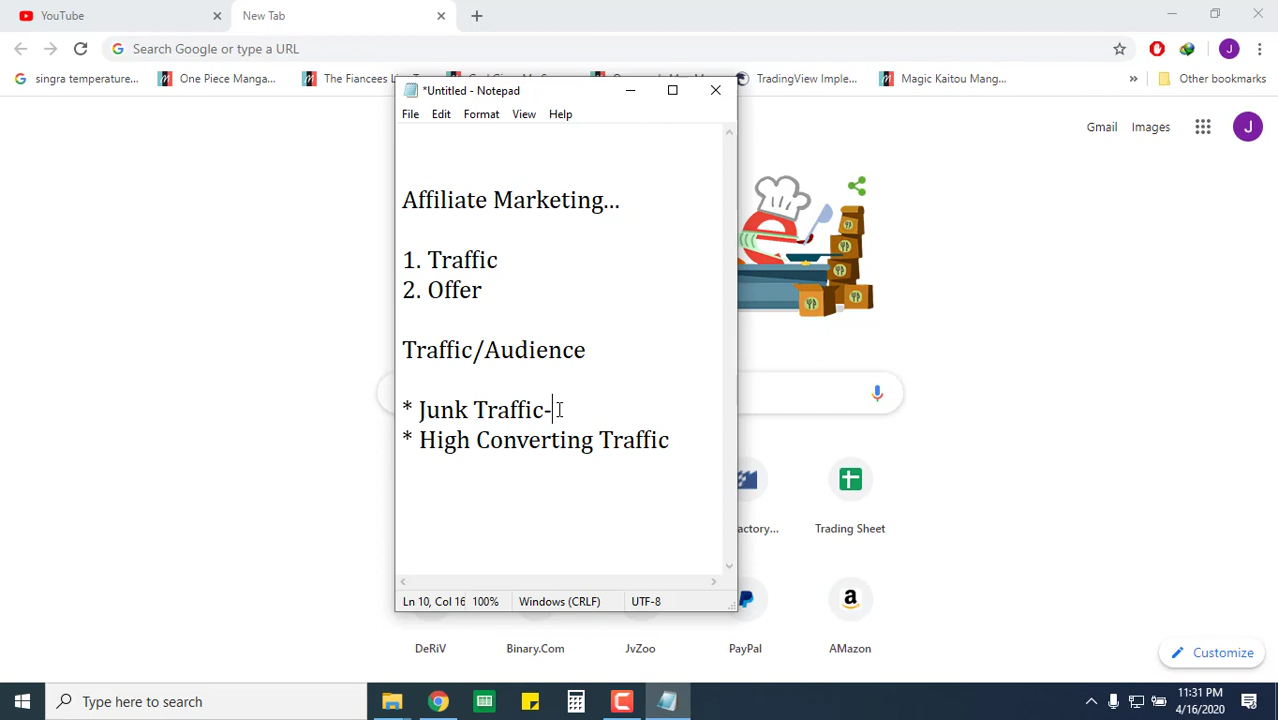 YouTube
New Tab
Search Google or type a URL
singra temperature...
One Piece Manga...
The Fiancees Li
TradingView Imple...
Magic Kaitou Mang...
»
Other bookmarks
*Untitled - Notepad
File Edit Format View Help
Gmail Images
J
Affiliate Marketing...
1. Traffic
2. Offer
Traffic/Audience
* Junk Traffic-
* High Converting Traffic
actory...
Trading Sheet
Ln 10, Col 16 100% Windows (CRLF) UTF-8
DeRiV
Binary.Com
JvZoo
PayPal
AMazon
Customize
Type here to search
11:31 PM
4/16/2020